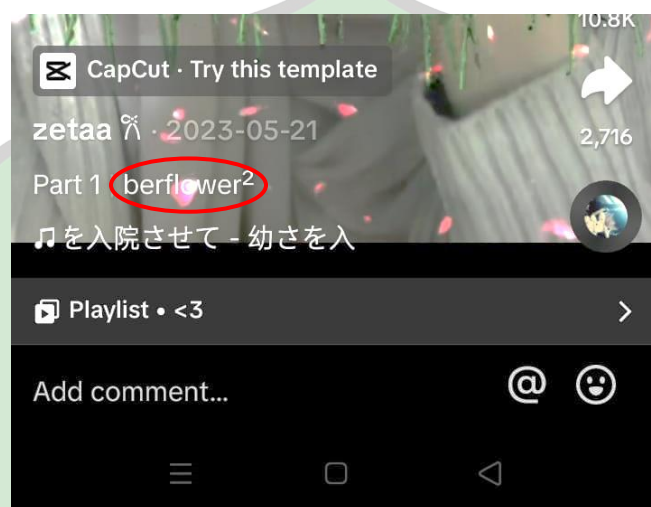 10.8K
CapCut · Try this template
zetaa · 2023-05-21
2,716
Part 1 berflower²
を入院させて - 幼さを入
Playlist • <3
Add comment...
@